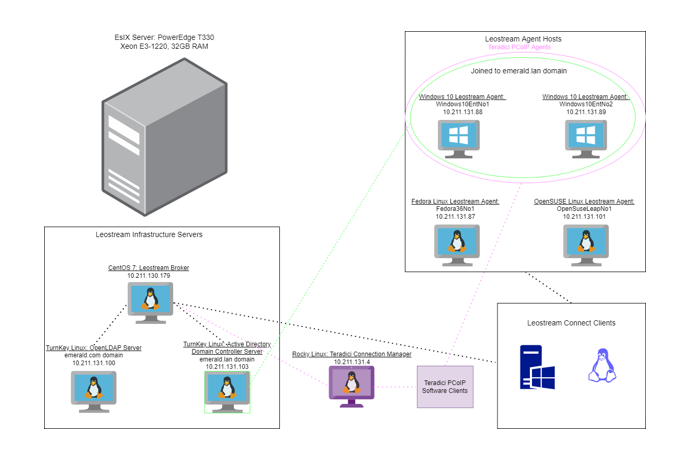 EsIX Server: PowerEdge T330
Xeon E3-1220, 32GB RAM
Leostream Agent Hosts
Teradici PCoIP Agents
Joined to emerald.lan domain
Windows 10 Leostream Agent:
Windows10EntNo1
10.211.131.88
Windows 10 Leostream Agent:
Windows10EntNo2
10.211.131.89
Fedora Linux Leostream Agent:
Fedora36No1
10.211.131.87
OpenSUSE Linux Leostream Agent:
OpenSuseLeapNo1
10.211.131.101
Leostream Infrastructure Servers
CentOS 7: Leostream Broker
10.211.130.179
TurnKey Linux: OpenLDAP Server
emerald.com domain
10.211.131.100
TurnKey Linux: Active Directory
Domain Controller Server
emerald.lan domain
10.211.131.103
Rocky Linux: Teradici Connection Manager
10.211.131.4
Teradici PCoIP
Software Clients
Leostream Connect Clients